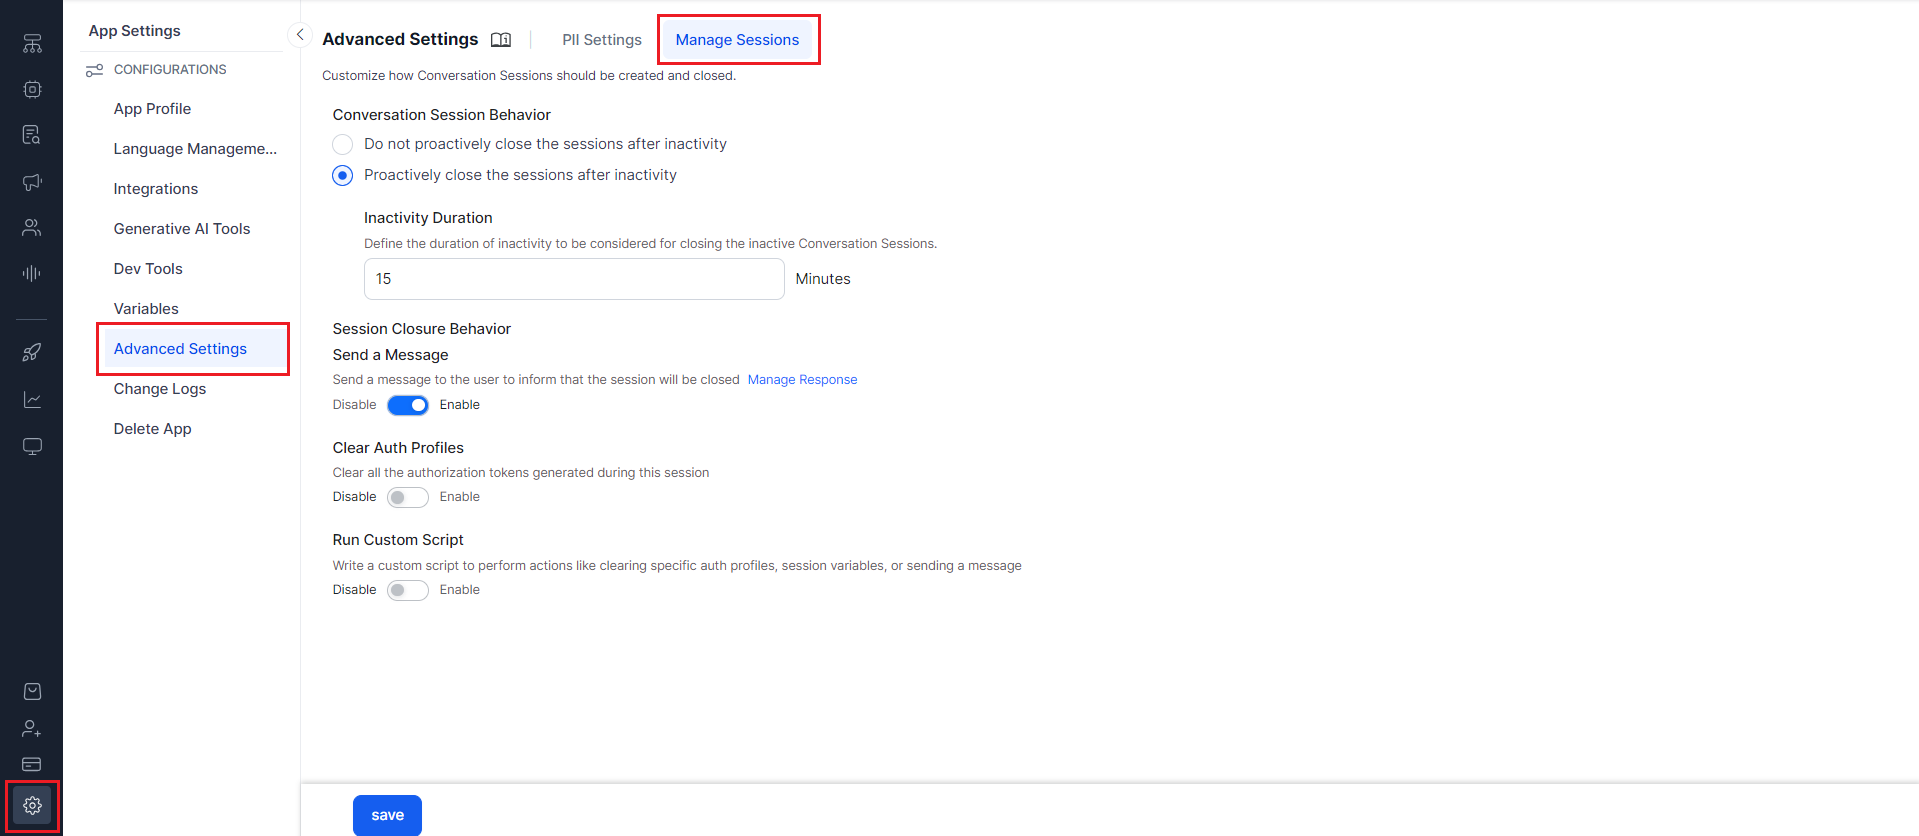 App Settings
CONFIGURATIONS
App Profile
Language Manageme...
Integrations
Generative AI Tools
Dev Tools
Variables
Advanced Settings
Change Logs
Delete App
Advanced Settings
PII Settings
Manage Sessions
Customize how Conversation Sessions should be created and closed.
Conversation Session Behavior
Do not proactively close the sessions after inactivity
Proactively close the sessions after inactivity
Inactivity Duration
Define the duration of inactivity to be considered for closing the inactive Conversation Sessions.
15 Minutes
Session Closure Behavior
Send a Message
Send a message to the user to inform that the session will be closed Manage Response
Disable Enable
Clear Auth Profiles
Clear all the authorization tokens generated during this session
Disable Enable
Run Custom Script
Write a custom script to perform actions like clearing specific auth profiles, session variables, or sending a message
Disable Enable
save